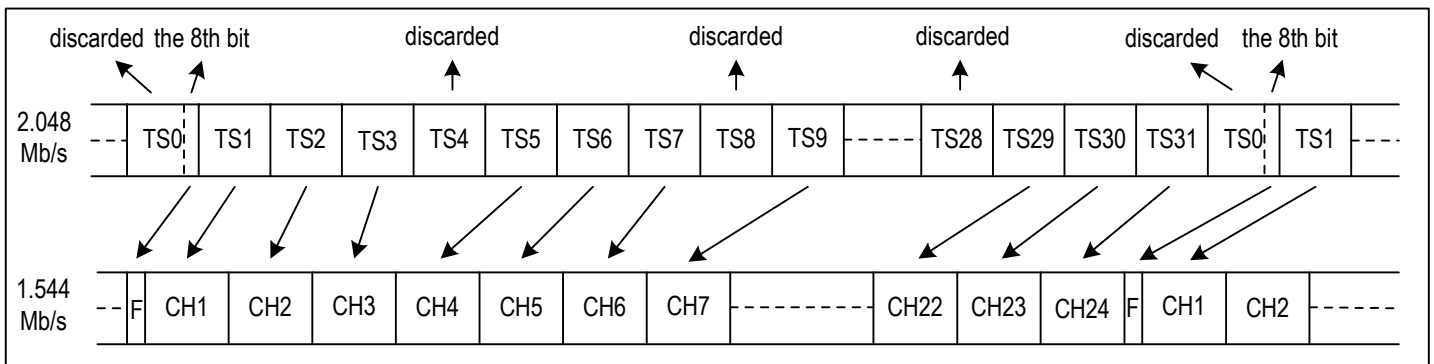 discarded the 8th bit discarded discarded discarded discarded the 8th bit
2.048
Mb/s
TS0 TS1 TS2 TS3 TS4 TS5 TS6 TS7 TS8 TS9 TS28 TS29 TS30 TS31 TS0 TS1
1.544
Mb/s
F CH1 CH2 CH3 CH4 CH5 CH6 CH7 CH22 CH23 CH24 F CH1 CH2